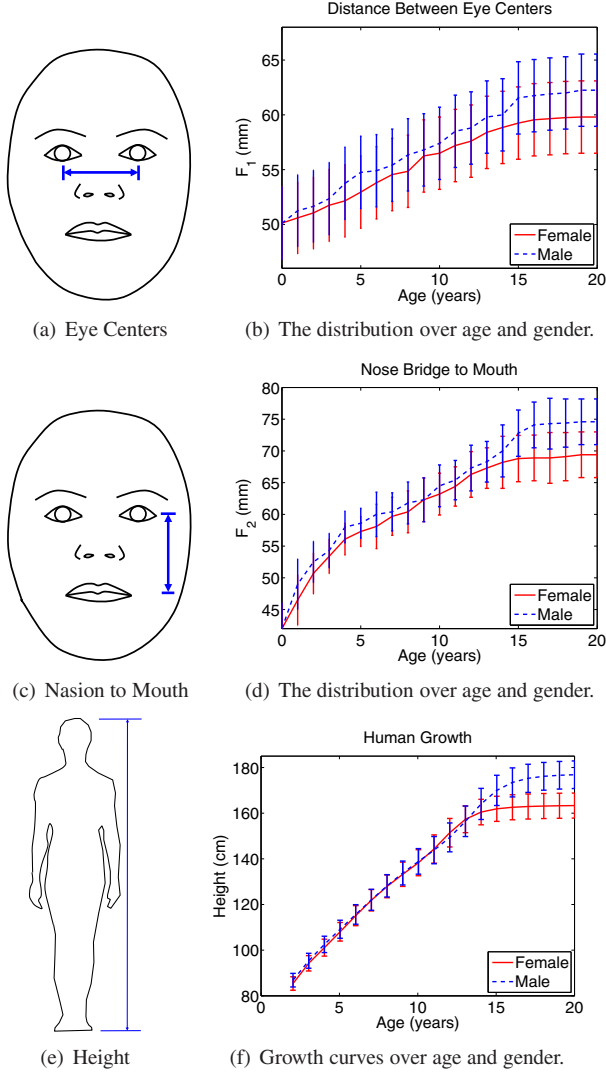 Distance Between Eye Centers
65
60
55
50
F1 (mm)
0 5 10 15 20
Age (years)
Female
Male
(a) Eye Centers (b) The distribution over age and gender.
Nose Bridge to Mouth
80
75
70
65
60
55
50
45
F2 (mm)
0 5 10 15 20
Age (years)
Female
Male
(c) Nasion to Mouth (d) The distribution over age and gender.
Human Growth
180
160
140
120
100
80
Height (cm)
0 5 10 15 20
Age (years)
Female
Male
(e) Height (f) Growth curves over age and gender.